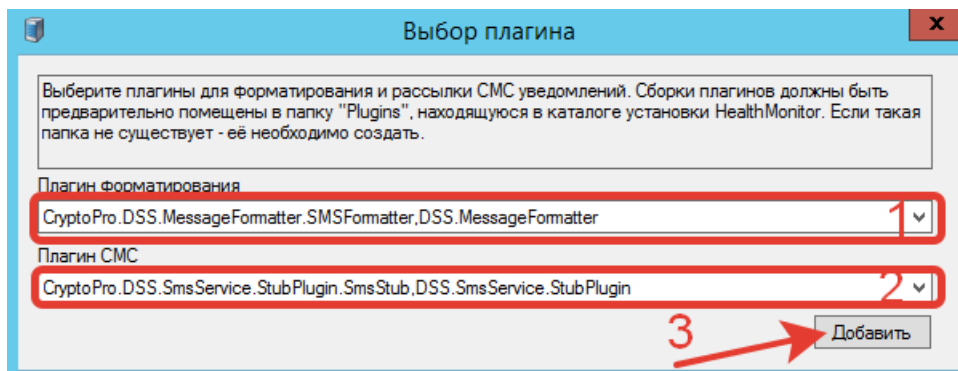 Выбор плагина
x
Выберите плагины для форматирования и рассылки СМС уведомлений. Сборки плагинов должны быть
предварительно помещены в папку "Plugins", находящуюся в каталоге установки HealthMonitor. Если такая
папка не существует - её необходимо создать.
Плагин форматирования
CryptoPro.DSS.MessageFormatter.SMSFormatter,DSS.MessageFormatter 1
Плагин СМС
CryptoPro.DSS.SmsService.StubPlugin.SmsStub,DSS.SmsService.StubPlugin 2
3 Добавить